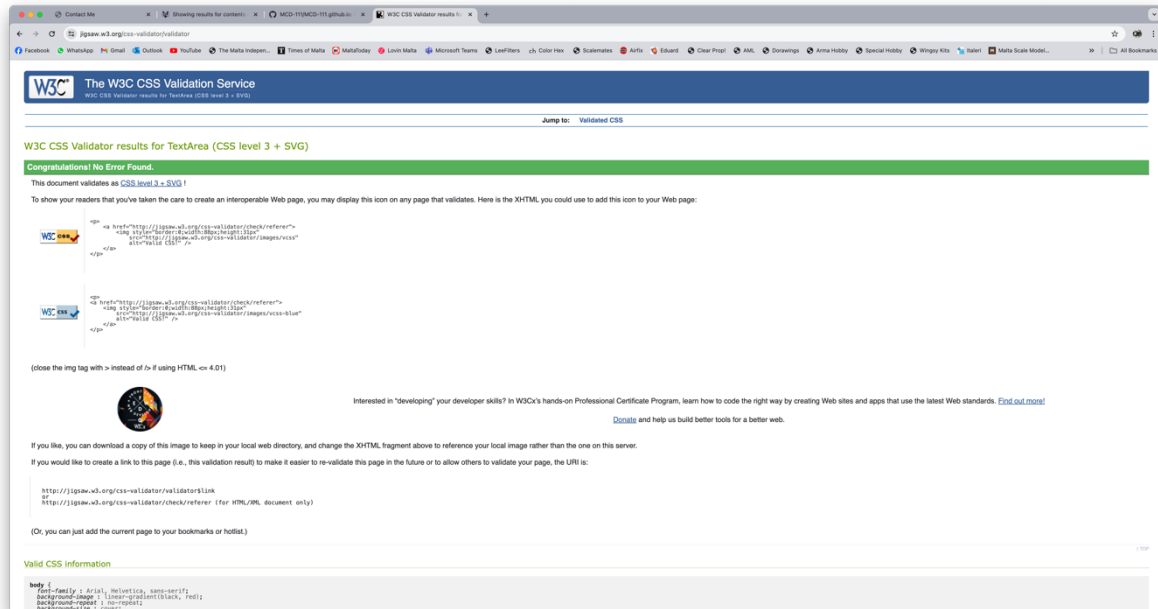 Contact Me
Showing results for contents
MCD-111/MCD-111.github.io:
W3C CSS Validator results fo
jigsaw.w3.org/css-validator/validator
Facebook WhatsApp Gmail Outlook YouTube The Malta Indepen... Times of Malta MaltaToday Lovin Malta Microsoft Teams LeeFilters Color Hex Scalemates Airfix Eduard Clear Prop! AML Dorawings Arma Hobby Special Hobby Wingsy Kits Italeri Malta Scale Model... » All Bookmarks
W3C The W3C CSS Validation Service
W3C CSS Validator results for TextArea (CSS level 3 + SVG)
Jump to: Validated CSS
W3C CSS Validator results for TextArea (CSS level 3 + SVG)
Congratulations! No Error Found.
This document validates as CSS level 3 + SVG !
To show your readers that you've taken the care to create an interoperable Web page, you may display this icon on any page that validates. Here is the XHTML you could use to add this icon to your Web page:
<p>
<a href="http://jigsaw.w3.org/css-validator/check/referer">
<img style="border:0;width:88px;height:31px"
W3C css
src="http://jigsaw.w3.org/css-validator/images/vcss"
alt="Valid CSS!" />
</a>
</p>
<p>
<a href="http://jigsaw.w3.org/css-validator/check/referer">
<img style="border:0;width:88px;height:31px"
W3C css
src="http://jigsaw.w3.org/css-validator/images/vcss-blue"
alt="Valid CSS!" />
</a>
</p>
(close the img tag with > instead of /> if using HTML <= 4.01)
Interested in "developing" your developer skills? In W3Cx's hands-on Professional Certificate Program, learn how to code the right way by creating Web sites and apps that use the latest Web standards. Find out more!
Donate and help us build better tools for a better web.
If you like, you can download a copy of this image to keep in your local web directory, and change the XHTML fragment above to reference your local image rather than the one on this server.
If you would like to create a link to this page (i.e., this validation result) to make it easier to re-validate this page in the future or to allow others to validate your page, the URI is:
http://jigsaw.w3.org/css-validator/validator$link
or
http://jigsaw.w3.org/css-validator/check/referer (for HTML/XML document only)
(Or, you can just add the current page to your bookmarks or hotlist.)
↑ TOP
Valid CSS information
body {
font-family : Arial, Helvetica, sans-serif;
background-image : linear-gradient(black, red);
background-repeat : no-repeat;
background-size : cover;